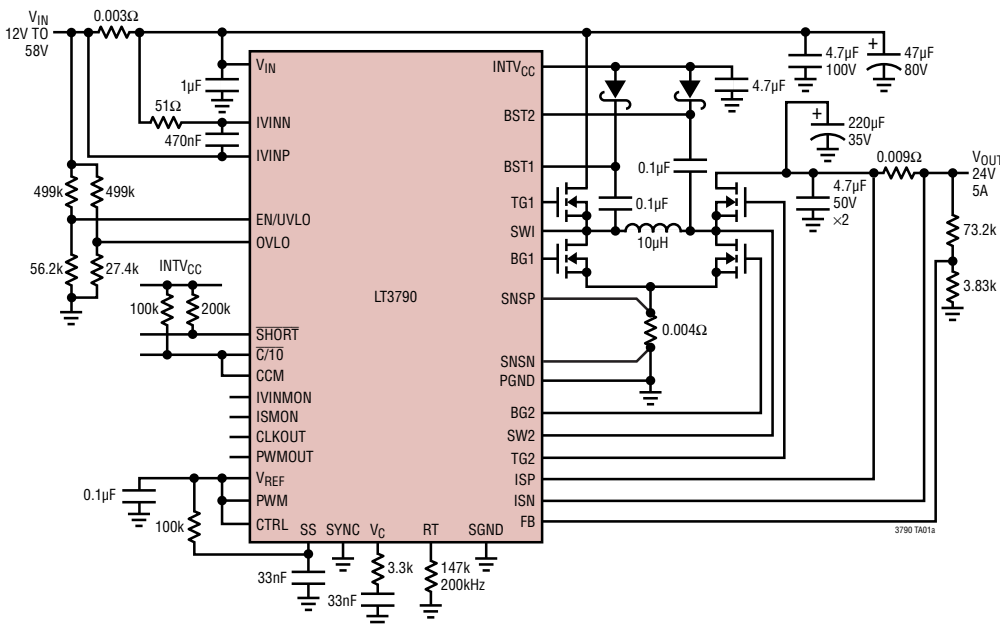 VIN
12V TO
58V
0.003Ω
1µF
51Ω
470nF
499k
499k
56.2k
27.4k
INTVCC
100k
200k
0.1µF
100k
33nF
33nF
3.3k
147k
200kHz
VIN
IVINN
IVINP
EN/UVLO
OVLO
SHORT
C/10
CCM
IVINMON
ISMON
CLKOUT
PWMOUT
VREF
PWM
CTRL
SS
SYNC
VC
RT
SGND
LT3790
INTVCC
BST2
BST1
TG1
SWI
BG1
SNSP
SNSN
PGND
BG2
SW2
TG2
ISP
ISN
FB
4.7µF
0.1µF
0.1µF
10µH
0.004Ω
4.7µF
100V
47µF
80V
220µF
35V
4.7µF
50V
×2
0.009Ω
VOUT
24V
5A
73.2k
3.83k
3790 TA01a
+
+